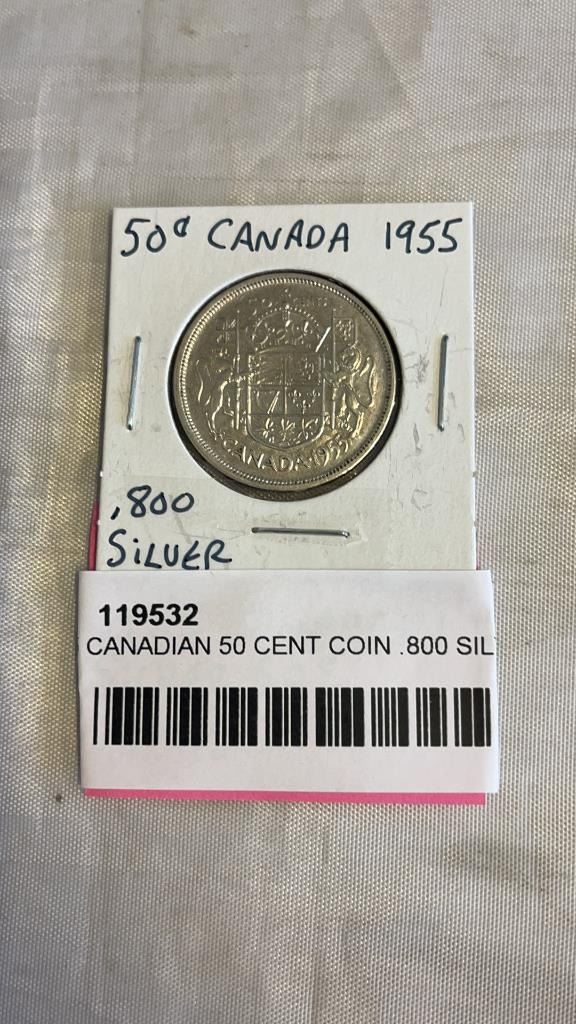 50¢ CANADA 1955
50 CENTS
CANADA 1955
.800
SILVER
119532
CANADIAN 50 CENT COIN .800 SIL